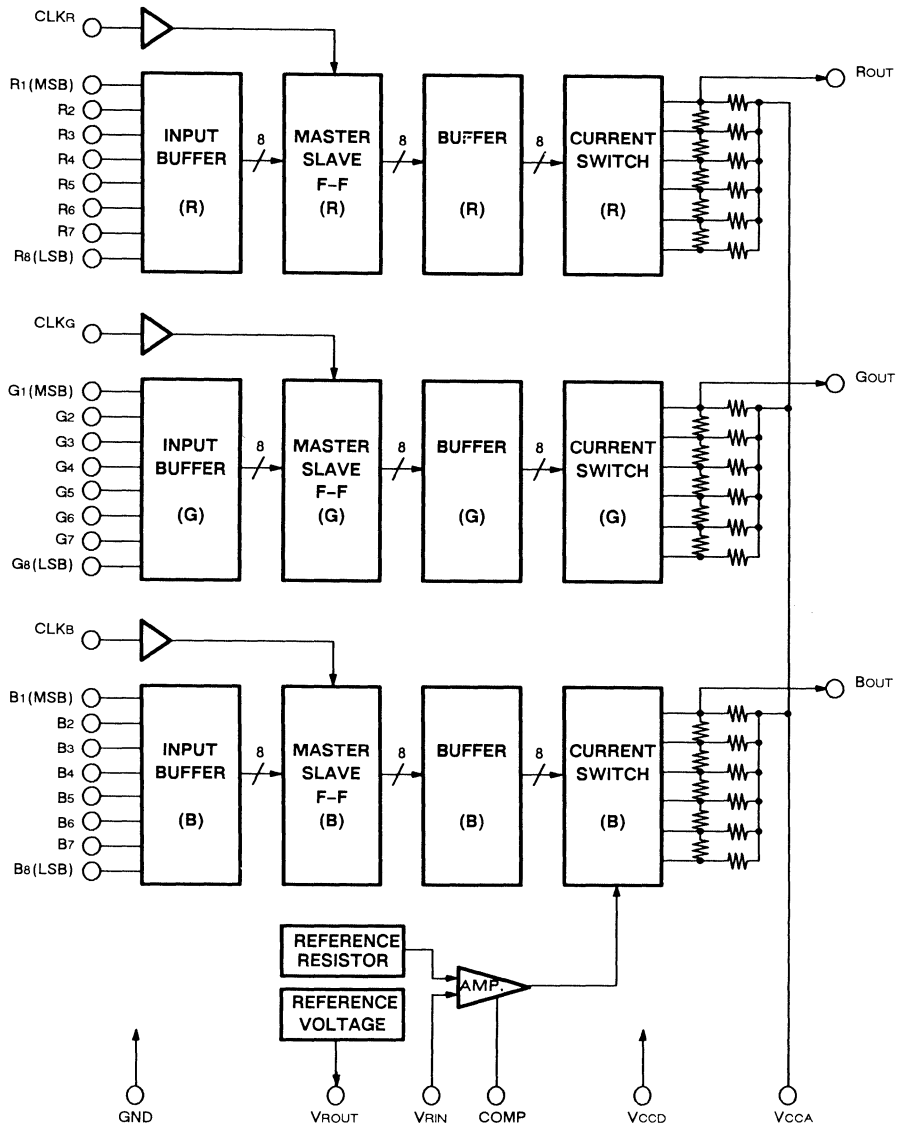 CLKR
R1(MSB)
R2
R3
R4
R5
R6
R7
R8(LSB)
INPUT
BUFFER
(R)
8
MASTER
SLAVE
F-F
(R)
8
BUFFER
(R)
8
CURRENT
SWITCH
(R)
ROUT
CLKG
G1(MSB)
G2
G3
G4
G5
G6
G7
G8(LSB)
INPUT
BUFFER
(G)
8
MASTER
SLAVE
F-F
(G)
8
BUFFER
(G)
8
CURRENT
SWITCH
(G)
GOUT
CLKB
B1(MSB)
B2
B3
B4
B5
B6
B7
B8(LSB)
INPUT
BUFFER
(B)
8
MASTER
SLAVE
F-F
(B)
8
BUFFER
(B)
8
CURRENT
SWITCH
(B)
BOUT
REFERENCE
RESISTOR
REFERENCE
VOLTAGE
AMP.
GND
VROUT
VRIN
COMP
VCCD
VCCA